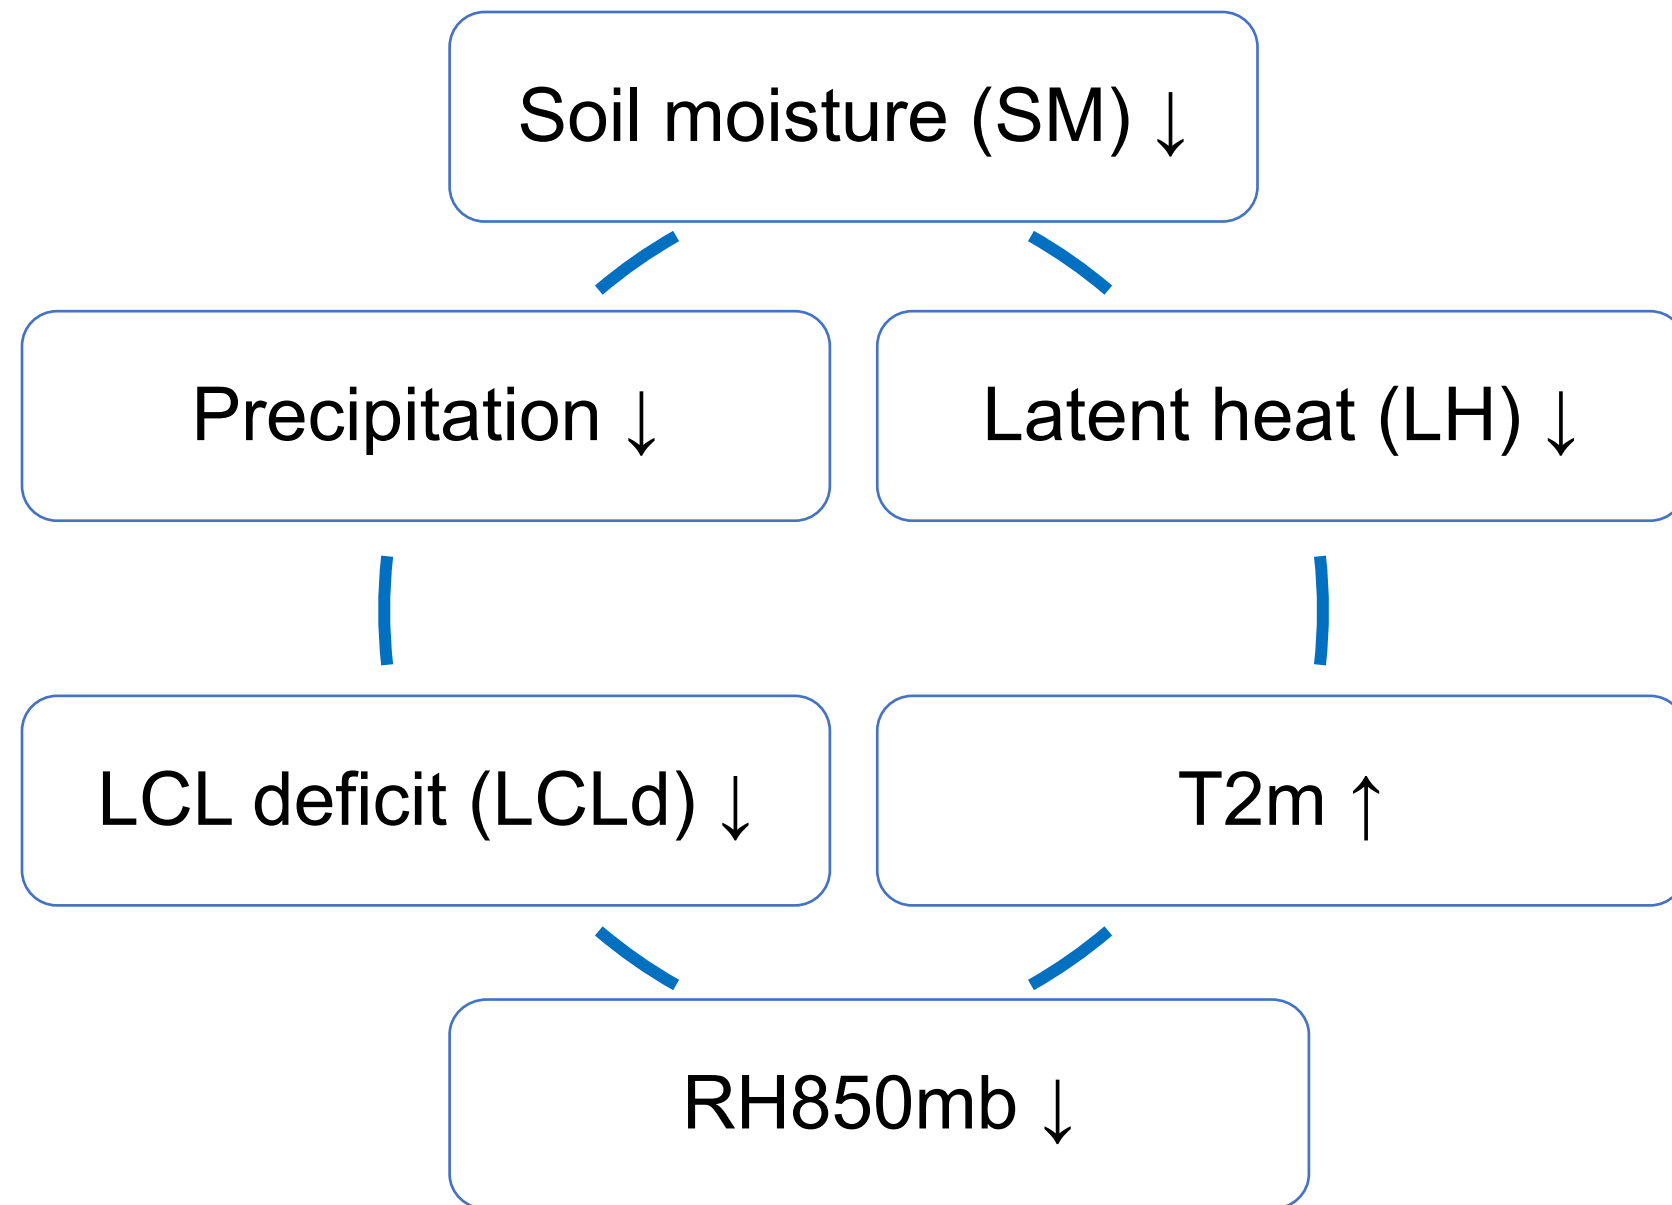 Soil moisture (SM) ↓
Precipitation ↓
Latent heat (LH) ↓
LCL deficit (LCLd) ↓
T2m ↑
RH850mb ↓